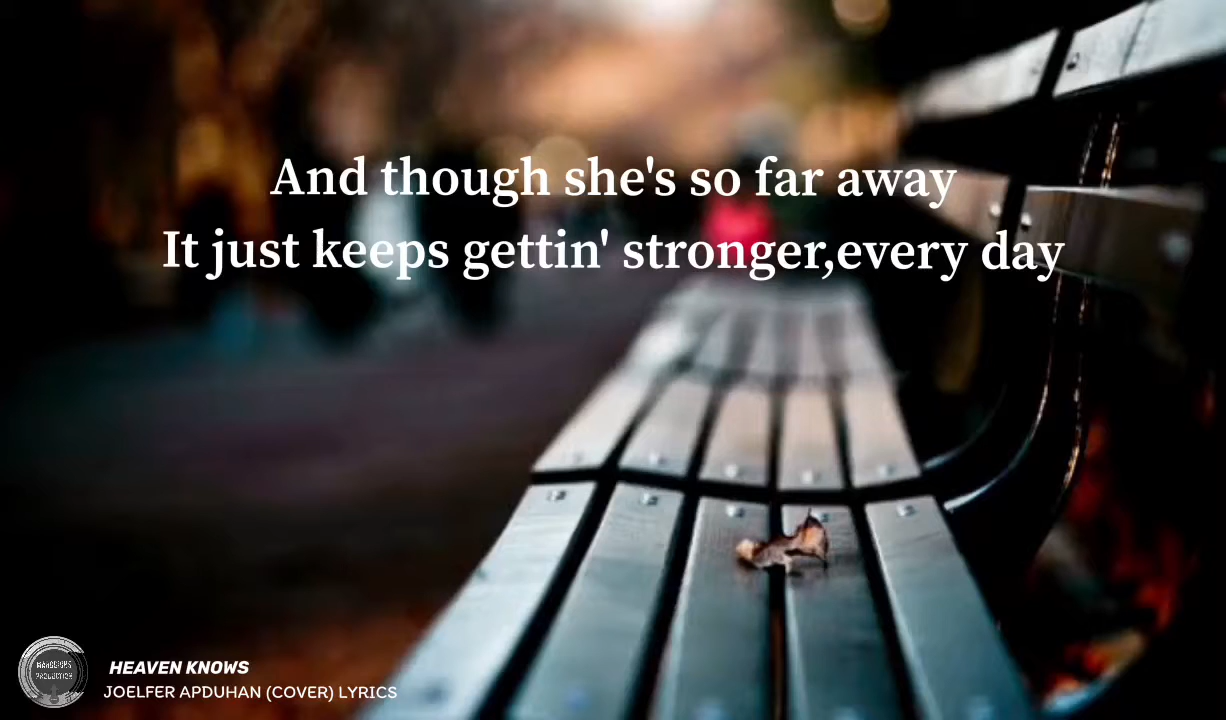 And though she's so far away
It just keeps gettin' stronger,every day
HEAVEN KNOWS
JOELFER APDUHAN (COVER) LYRICS